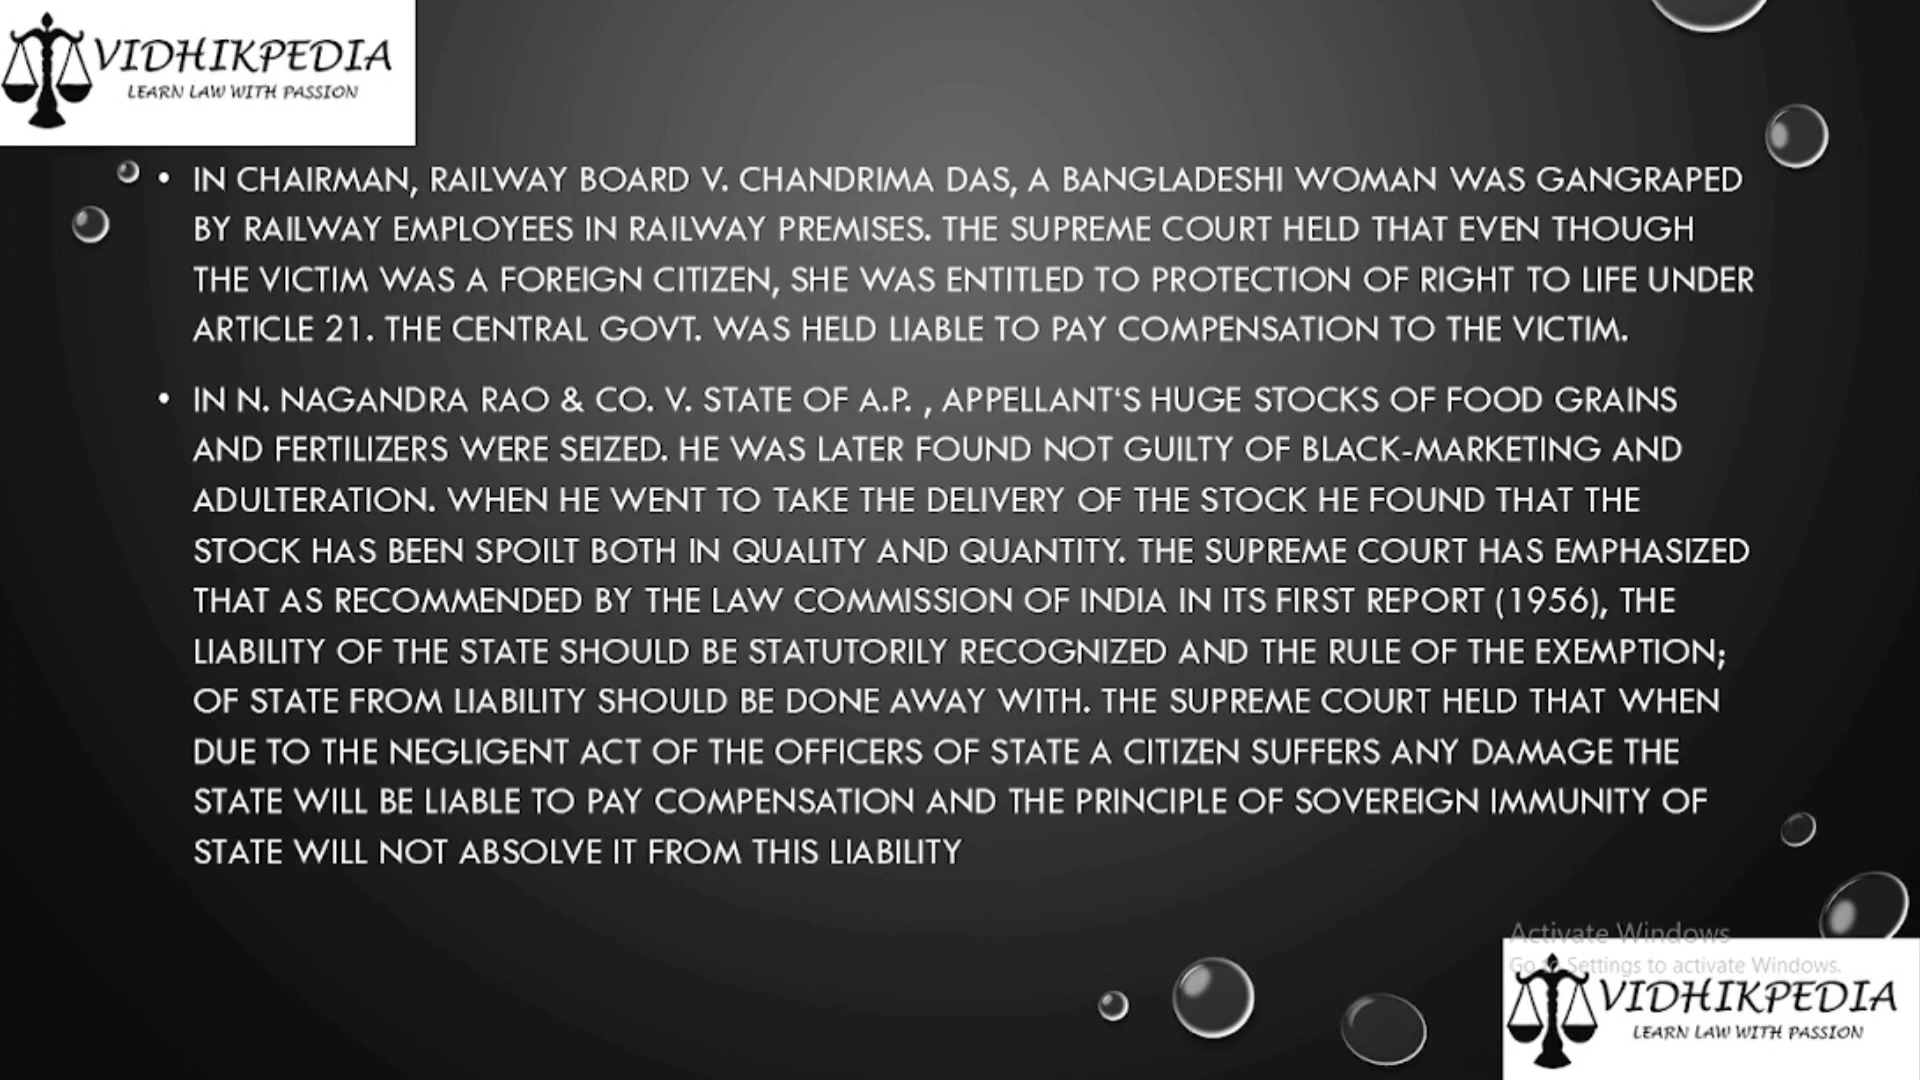 VIDHIKPEDIA
LEARN LAW WITH PASSION
• IN CHAIRMAN, RAILWAY BOARD V. CHANDRIMA DAS, A BANGLADESHI WOMAN WAS GANGRAPED
BY RAILWAY EMPLOYEES IN RAILWAY PREMISES. THE SUPREME COURT HELD THAT EVEN THOUGH
THE VICTIM WAS A FOREIGN CITIZEN, SHE WAS ENTITLED TO PROTECTION OF RIGHT TO LIFE UNDER
ARTICLE 21. THE CENTRAL GOVT. WAS HELD LIABLE TO PAY COMPENSATION TO THE VICTIM.
• IN N. NAGANDRA RAO & CO. V. STATE OF A.P. , APPELLANT‘S HUGE STOCKS OF FOOD GRAINS
AND FERTILIZERS WERE SEIZED. HE WAS LATER FOUND NOT GUILTY OF BLACK-MARKETING AND
ADULTERATION. WHEN HE WENT TO TAKE THE DELIVERY OF THE STOCK HE FOUND THAT THE
STOCK HAS BEEN SPOILT BOTH IN QUALITY AND QUANTITY. THE SUPREME COURT HAS EMPHASIZED
THAT AS RECOMMENDED BY THE LAW COMMISSION OF INDIA IN ITS FIRST REPORT (1956), THE
LIABILITY OF THE STATE SHOULD BE STATUTORILY RECOGNIZED AND THE RULE OF THE EXEMPTION;
OF STATE FROM LIABILITY SHOULD BE DONE AWAY WITH. THE SUPREME COURT HELD THAT WHEN
DUE TO THE NEGLIGENT ACT OF THE OFFICERS OF STATE A CITIZEN SUFFERS ANY DAMAGE THE
STATE WILL BE LIABLE TO PAY COMPENSATION AND THE PRINCIPLE OF SOVEREIGN IMMUNITY OF
STATE WILL NOT ABSOLVE IT FROM THIS LIABILITY
Activate Windows
Go to Settings to activate Windows.
VIDHIKPEDIA
LEARN LAW WITH PASSION